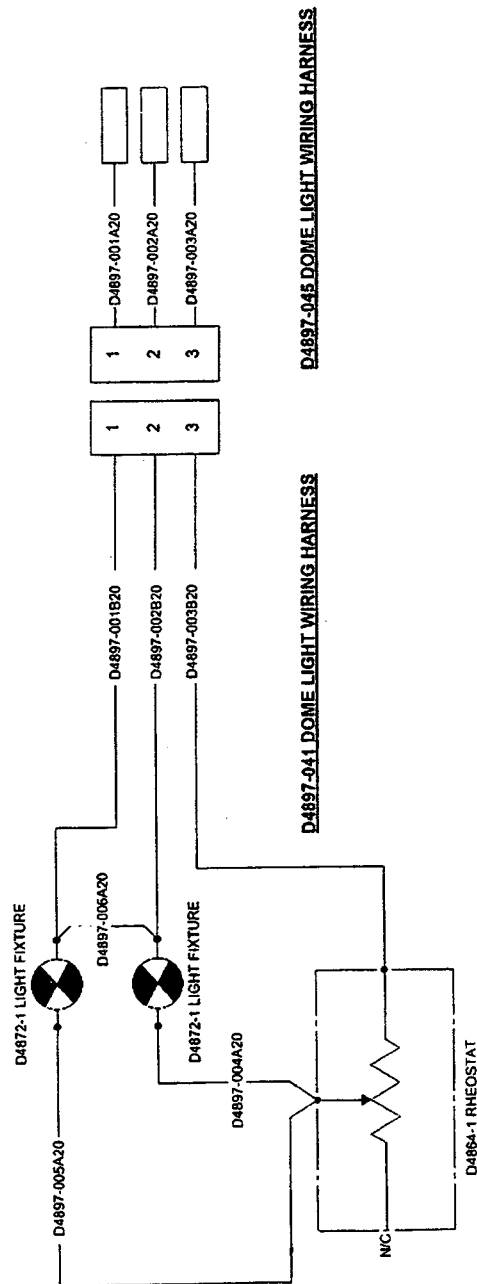 D4897-005A20
D4872-1 LIGHT FIXTURE
D4897-006A20
D4872-1 LIGHT FIXTURE
D4897-004A20
N/C
D4864-1 RHEOSTAT
D4897-001B20
D4897-002B20
D4897-003B20
D4897-041 DOME LIGHT WIRING HARNESS
1
2
3
1
2
3
D4897-001A20
D4897-002A20
D4897-003A20
D4897-045 DOME LIGHT WIRING HARNESS